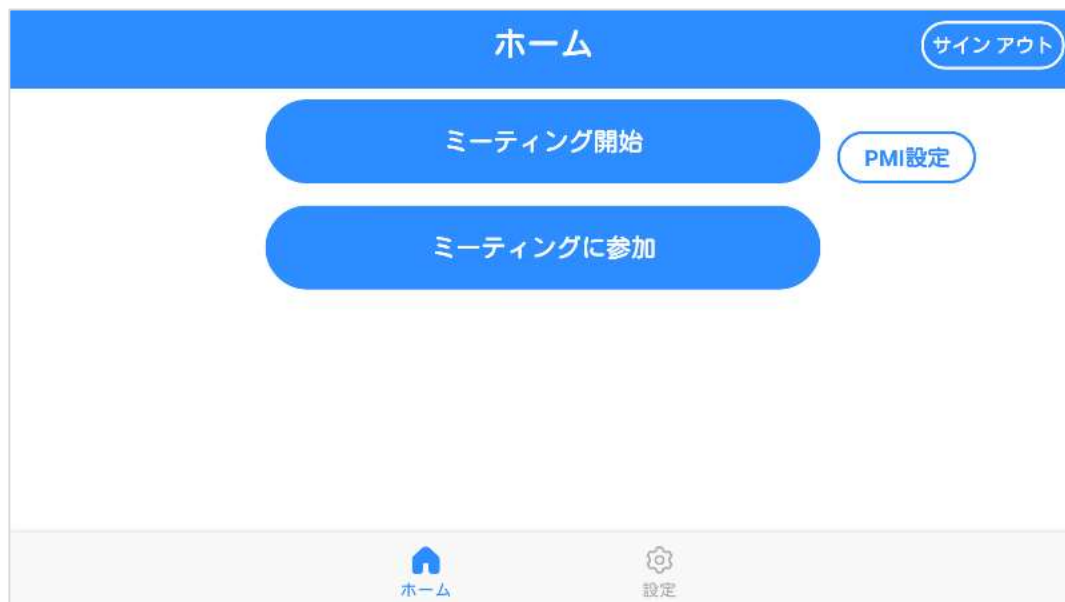 ホーム
サイン アウト
ミーティング開始
PMI設定
ミーティングに参加
ホーム
設定